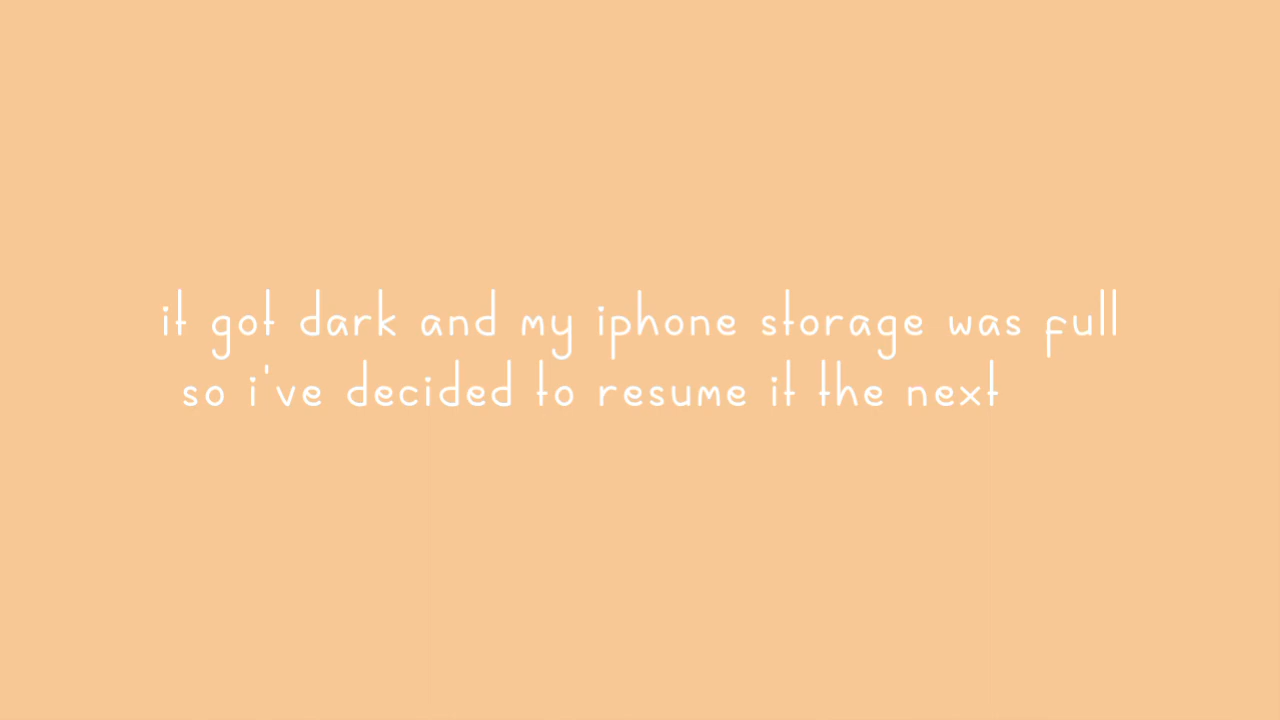 it got dark and my iphone storage was full
so i've decided to resume it the next